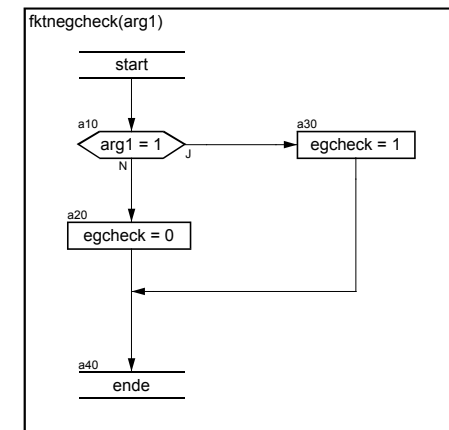 fktnegcheck(arg1)
start
a10
arg1 = 1
J
N
a30
egcheck = 1
a20
egcheck = 0
a40
ende